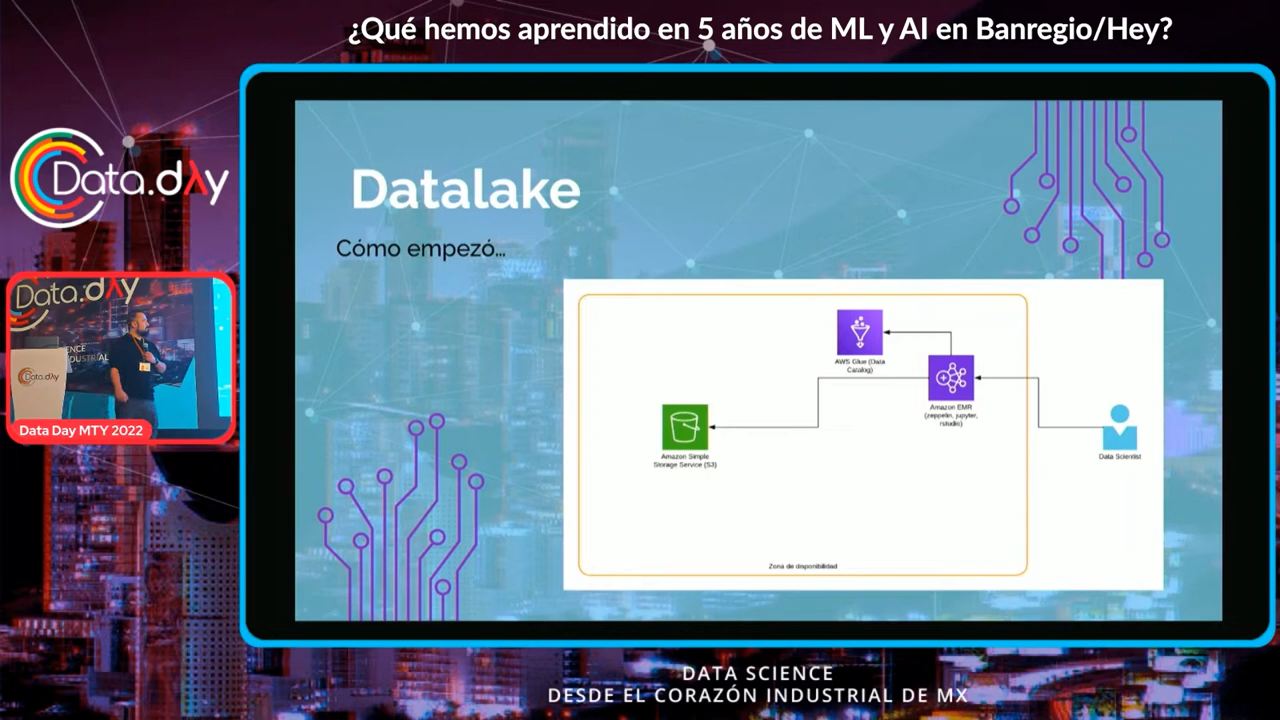 ¿Qué hemos aprendido en 5 años de ML y AI en Banregio/Hey?
Data.day
Datalake
Cómo empezó...
AWS Glue (Data
Catalog)
Amazon EMR
(zeppelin, jupyter,
rstudio)
Amazon Simple
Storage Service (S3)
Data Scientist
Zona de disponibilidad
Data.day
Data.day
Data Day MTY 2022
DATA SCIENCE
DESDE EL CORAZÓN INDUSTRIAL DE MX